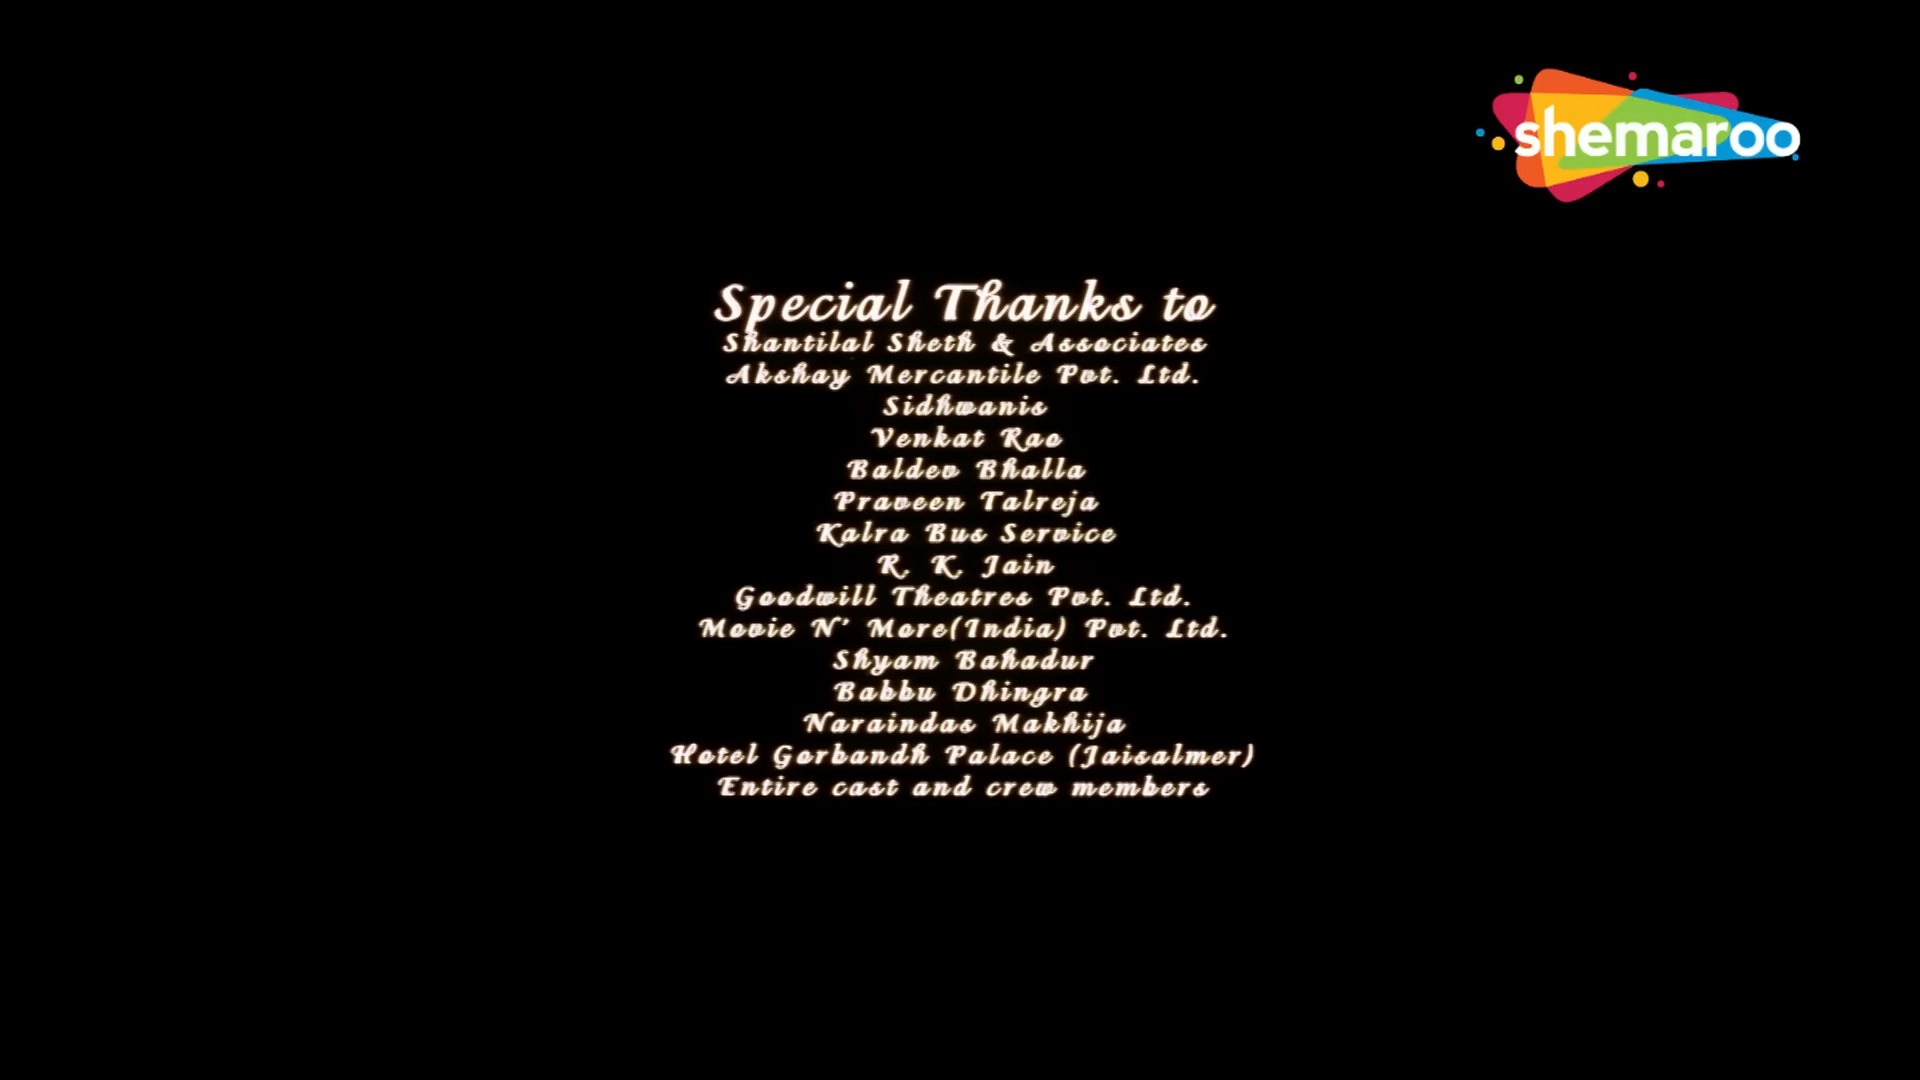 shemaroo
Special Thanks to
Shantilal Sheth & Associates
Akshay Mercantile Pvt. Ltd.
Sidhwanis
Venkat Rao
Baldev Bhalla
Praveen Talreja
Kalra Bus Service
R. K. Jain
Goodwill Theatres Pvt. Ltd.
Movie N' More(India) Pvt. Ltd.
Shyam Bahadur
Babbu Dhingra
Naraindas Makhija
Hotel Gorbandh Palace (Jaisalmer)
Entire cast and crew members